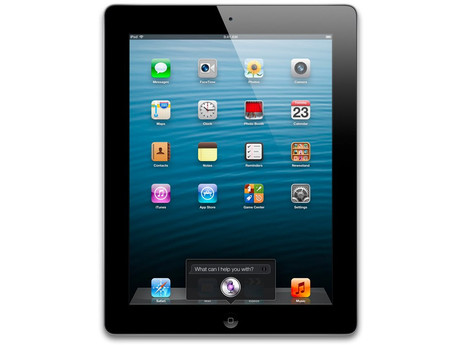 iPad
Messages
FaceTime
Photos
Camera
Maps
Clock
Photo Booth
23
Calendar
Contacts
Notes
Reminders
Newsstand
iTunes
App Store
Game Center
Settings
What can I help you with?
Safari
Music